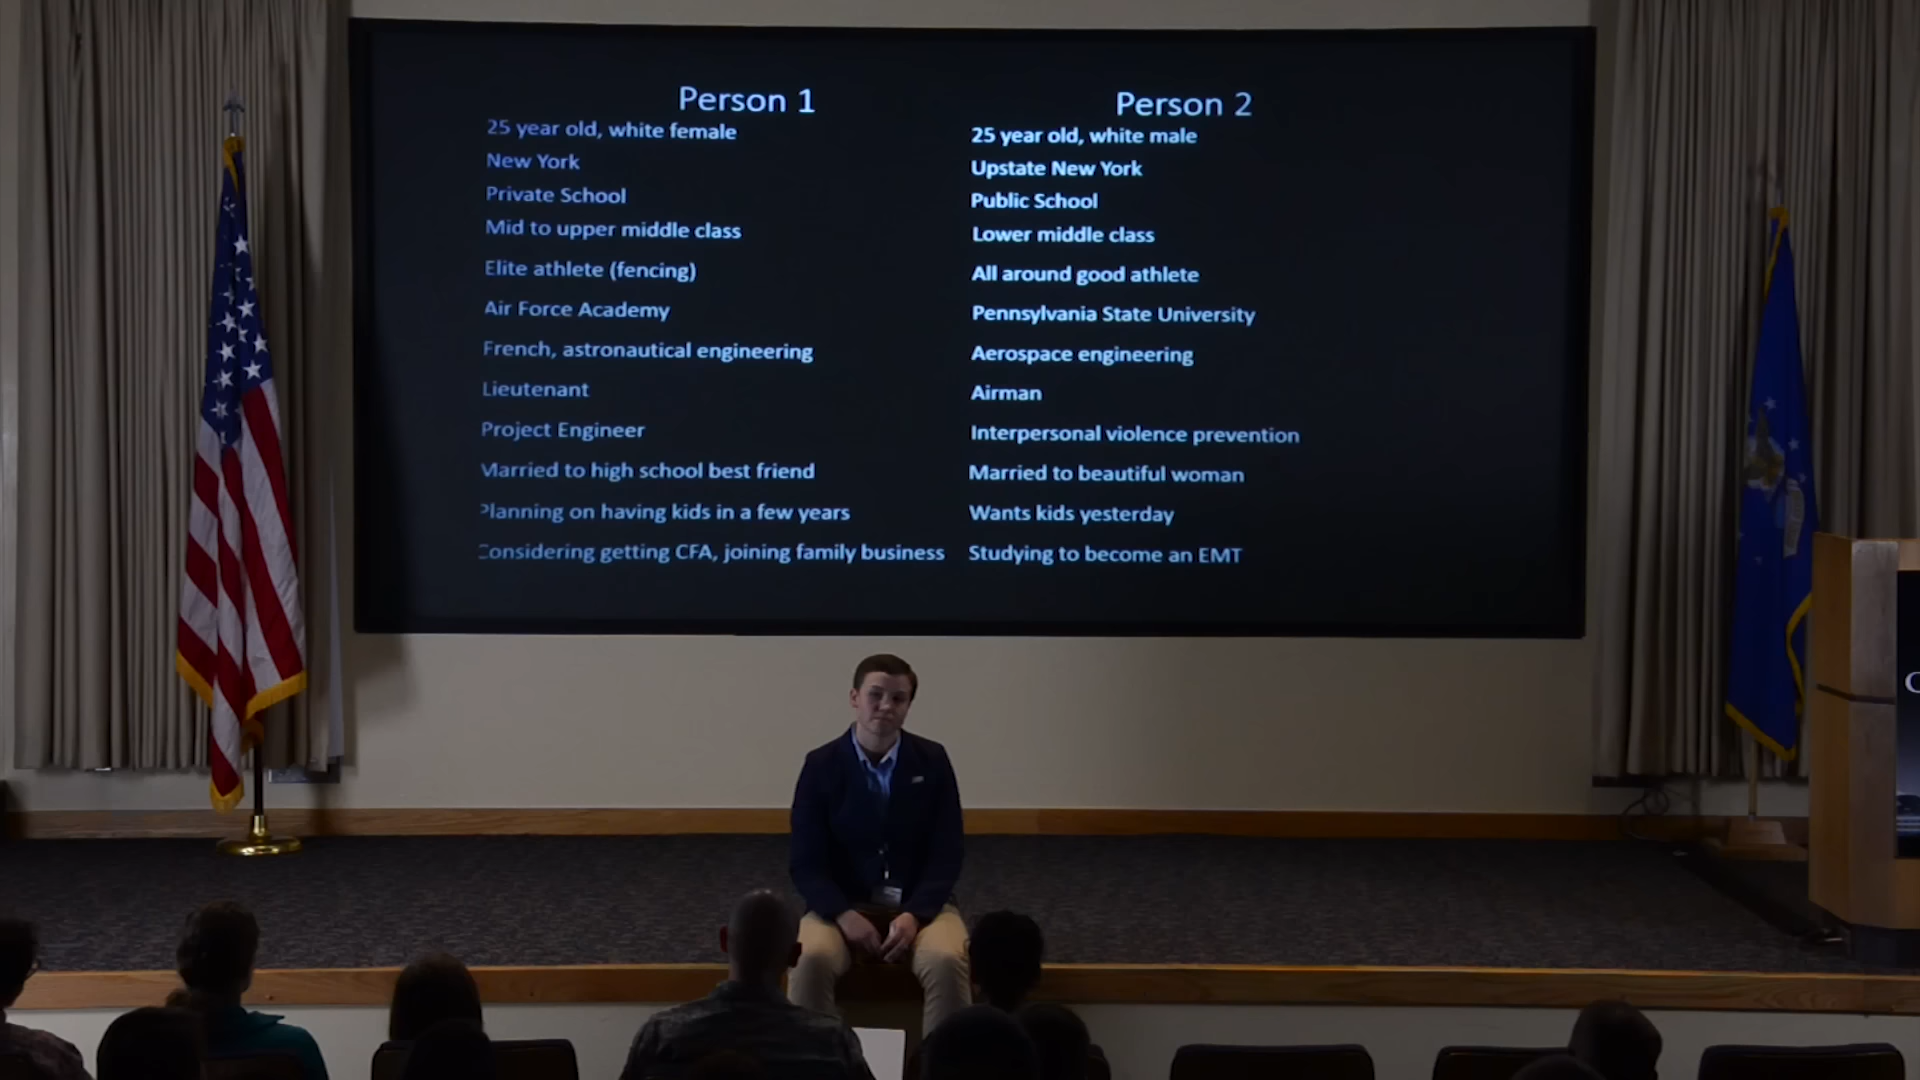 Person 1
25 year old, white female
New York
Private School
Mid to upper middle class
Elite athlete (fencing)
Air Force Academy
French, astronautical engineering
Lieutenant
Project Engineer
Married to high school best friend
Planning on having kids in a few years
Considering getting CFA, joining family business
Person 2
25 year old, white male
Upstate New York
Public School
Lower middle class
All around good athlete
Pennsylvania State University
Aerospace engineering
Airman
Interpersonal violence prevention
Married to beautiful woman
Wants kids yesterday
Studying to become an EMT